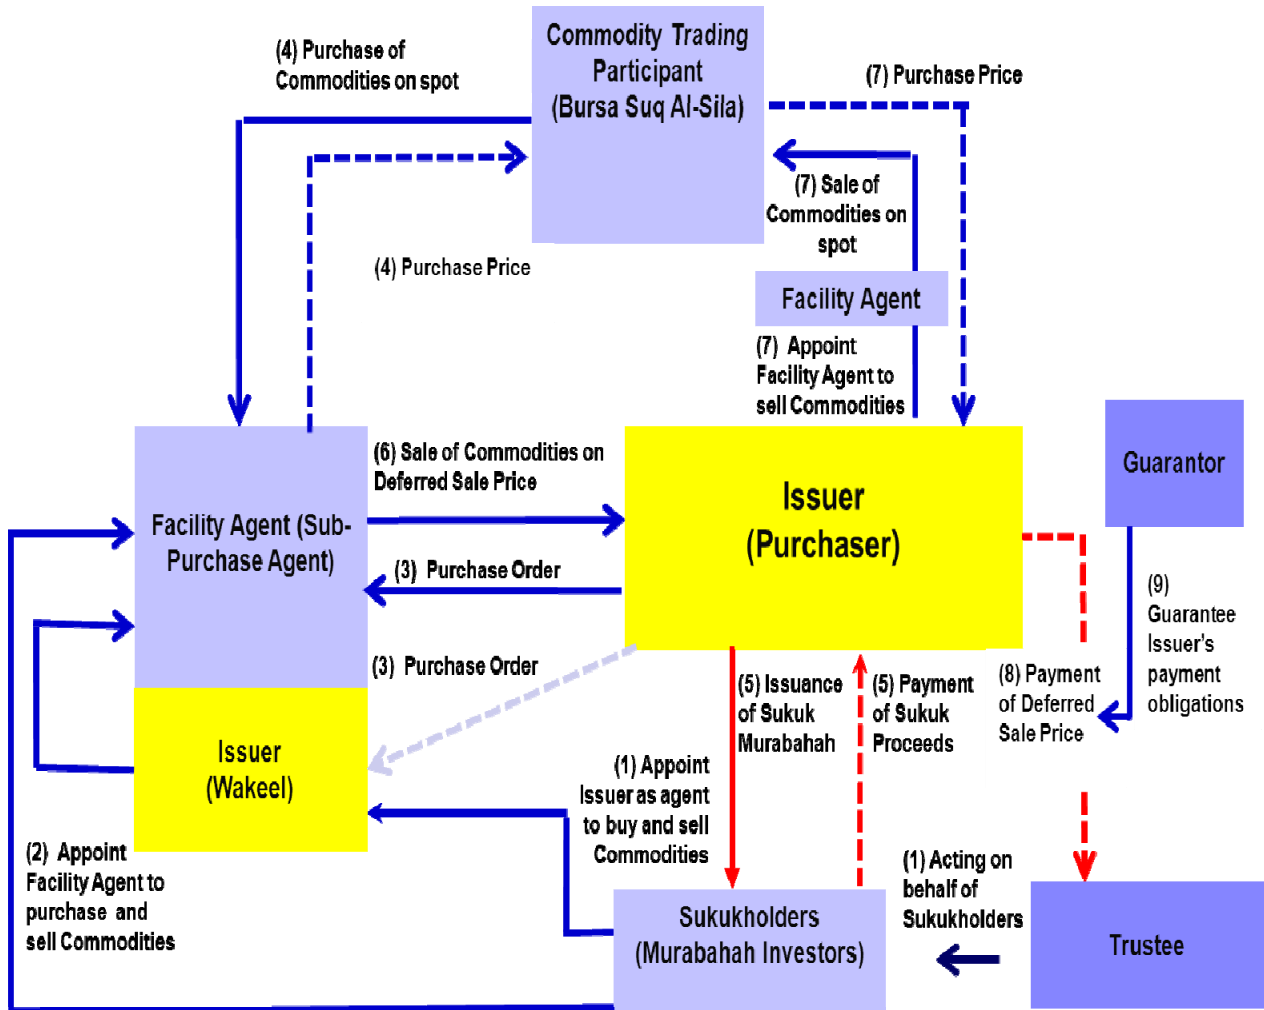 Commodity Trading
Participant
(Bursa Suq Al-Sila)
(4) Purchase of
Commodities on spot
(7) Purchase Price
(7) Sale of
Commodities on
spot
(4) Purchase Price
Facility Agent
(7) Appoint
Facility Agent to
sell Commodities
(6) Sale of Commodities on
Deferred Sale Price
Facility Agent (Sub-
Purchase Agent)
Issuer
(Purchaser)
Guarantor
(3) Purchase Order
(9)
Guarantee
Issuer's
payment
obligations
(3) Purchase Order
(5) Issuance
of Sukuk
Murabahah
(5) Payment
of Sukuk
Proceeds
(8) Payment
of Deferred
Sale Price
Issuer
(Wakeel)
(1) Appoint
Issuer as agent
to buy and sell
Commodities
(2) Appoint
Facility Agent to
purchase and
sell Commodities
(1) Acting on
behalf of
Sukukholders
Sukukholders
(Murabahah Investors)
Trustee